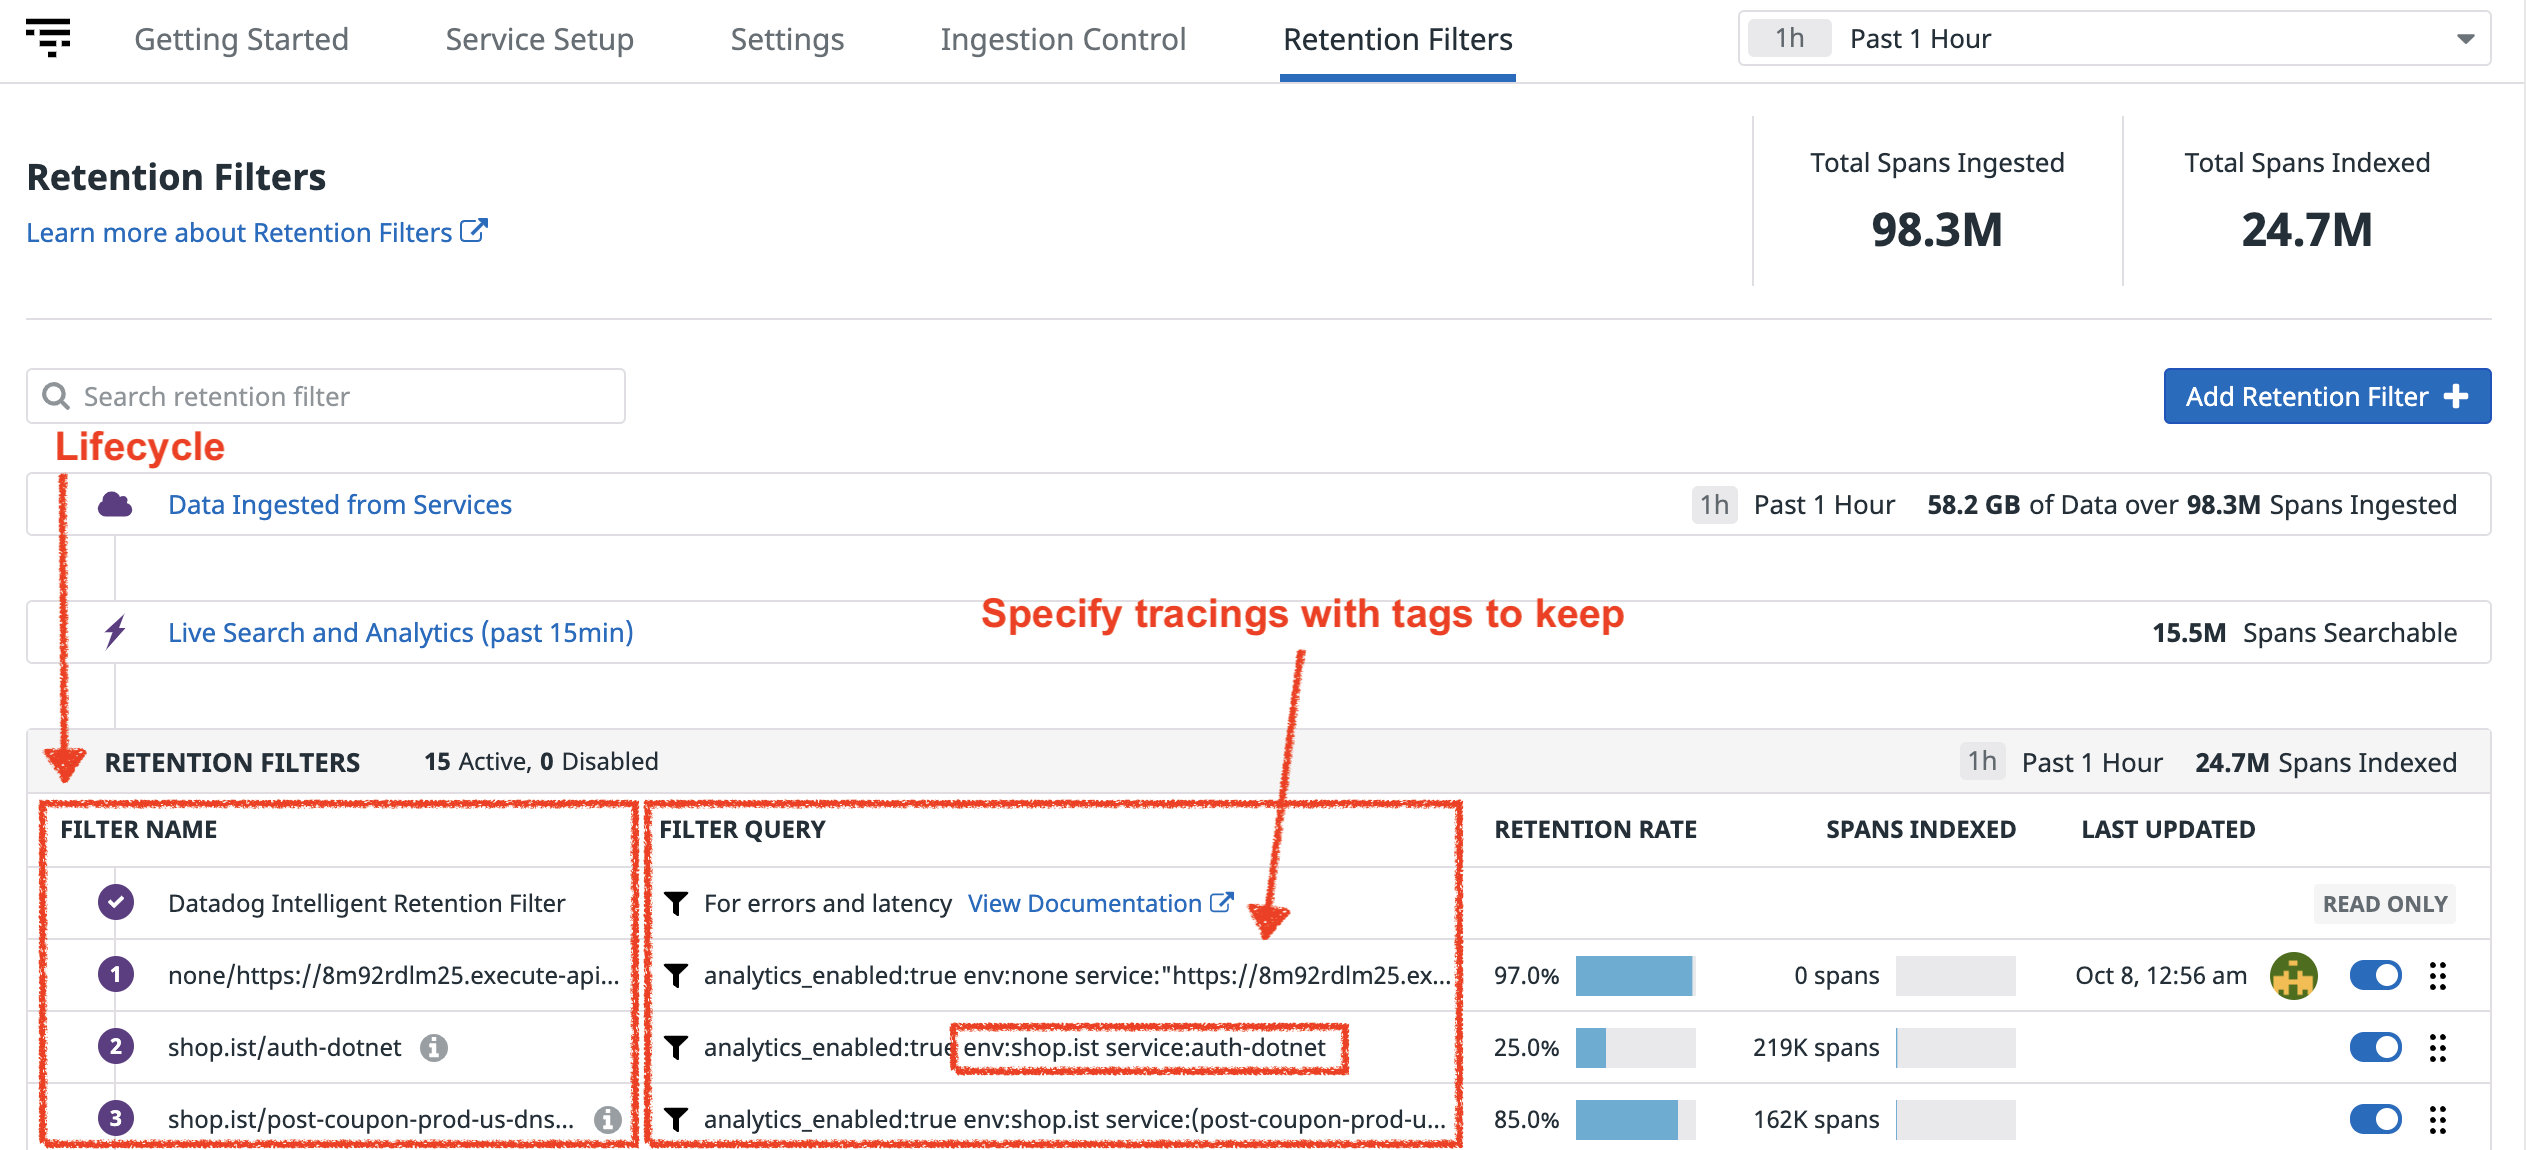 Getting Started Service Setup Settings Ingestion Control Retention Filters 1h Past 1 Hour
Retention Filters
Learn more about Retention Filters
Total Spans Ingested
98.3M
Total Spans Indexed
24.7M
Search retention filter
Add Retention Filter
Lifecycle
Data Ingested from Services 1h Past 1 Hour 58.2 GB of Data over 98.3M Spans Ingested
Specify tracings with tags to keep
Live Search and Analytics (past 15min) 15.5M Spans Searchable
RETENTION FILTERS 15 Active, 0 Disabled 1h Past 1 Hour 24.7M Spans Indexed
FILTER NAME FILTER QUERY RETENTION RATE SPANS INDEXED LAST UPDATED
Datadog Intelligent Retention Filter For errors and latency View Documentation READ ONLY
1 none/https://8m92rdlm25.execute-api... analytics_enabled:true env:none service:"https://8m92rdlm25.ex... 97.0% 0 spans Oct 8, 12:56 am
2 shop.ist/auth-dotnet analytics_enabled:true env:shop.ist service:auth-dotnet 25.0% 219K spans
3 shop.ist/post-coupon-prod-us-dns... analytics_enabled:true env:shop.ist service:(post-coupon-prod-u... 85.0% 162K spans